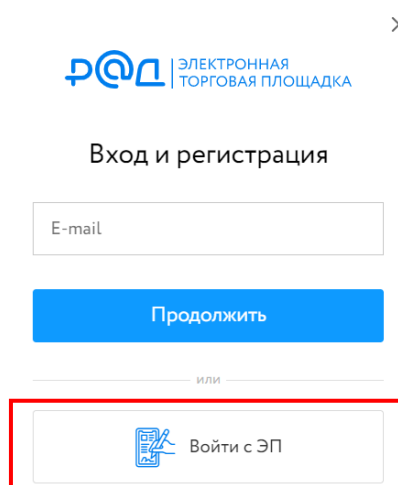 Р@Д ЭЛЕКТРОННАЯ
ТОРГОВАЯ ПЛОЩАДКА
Вход и регистрация
E-mail
Продолжить
или
Войти с ЭП